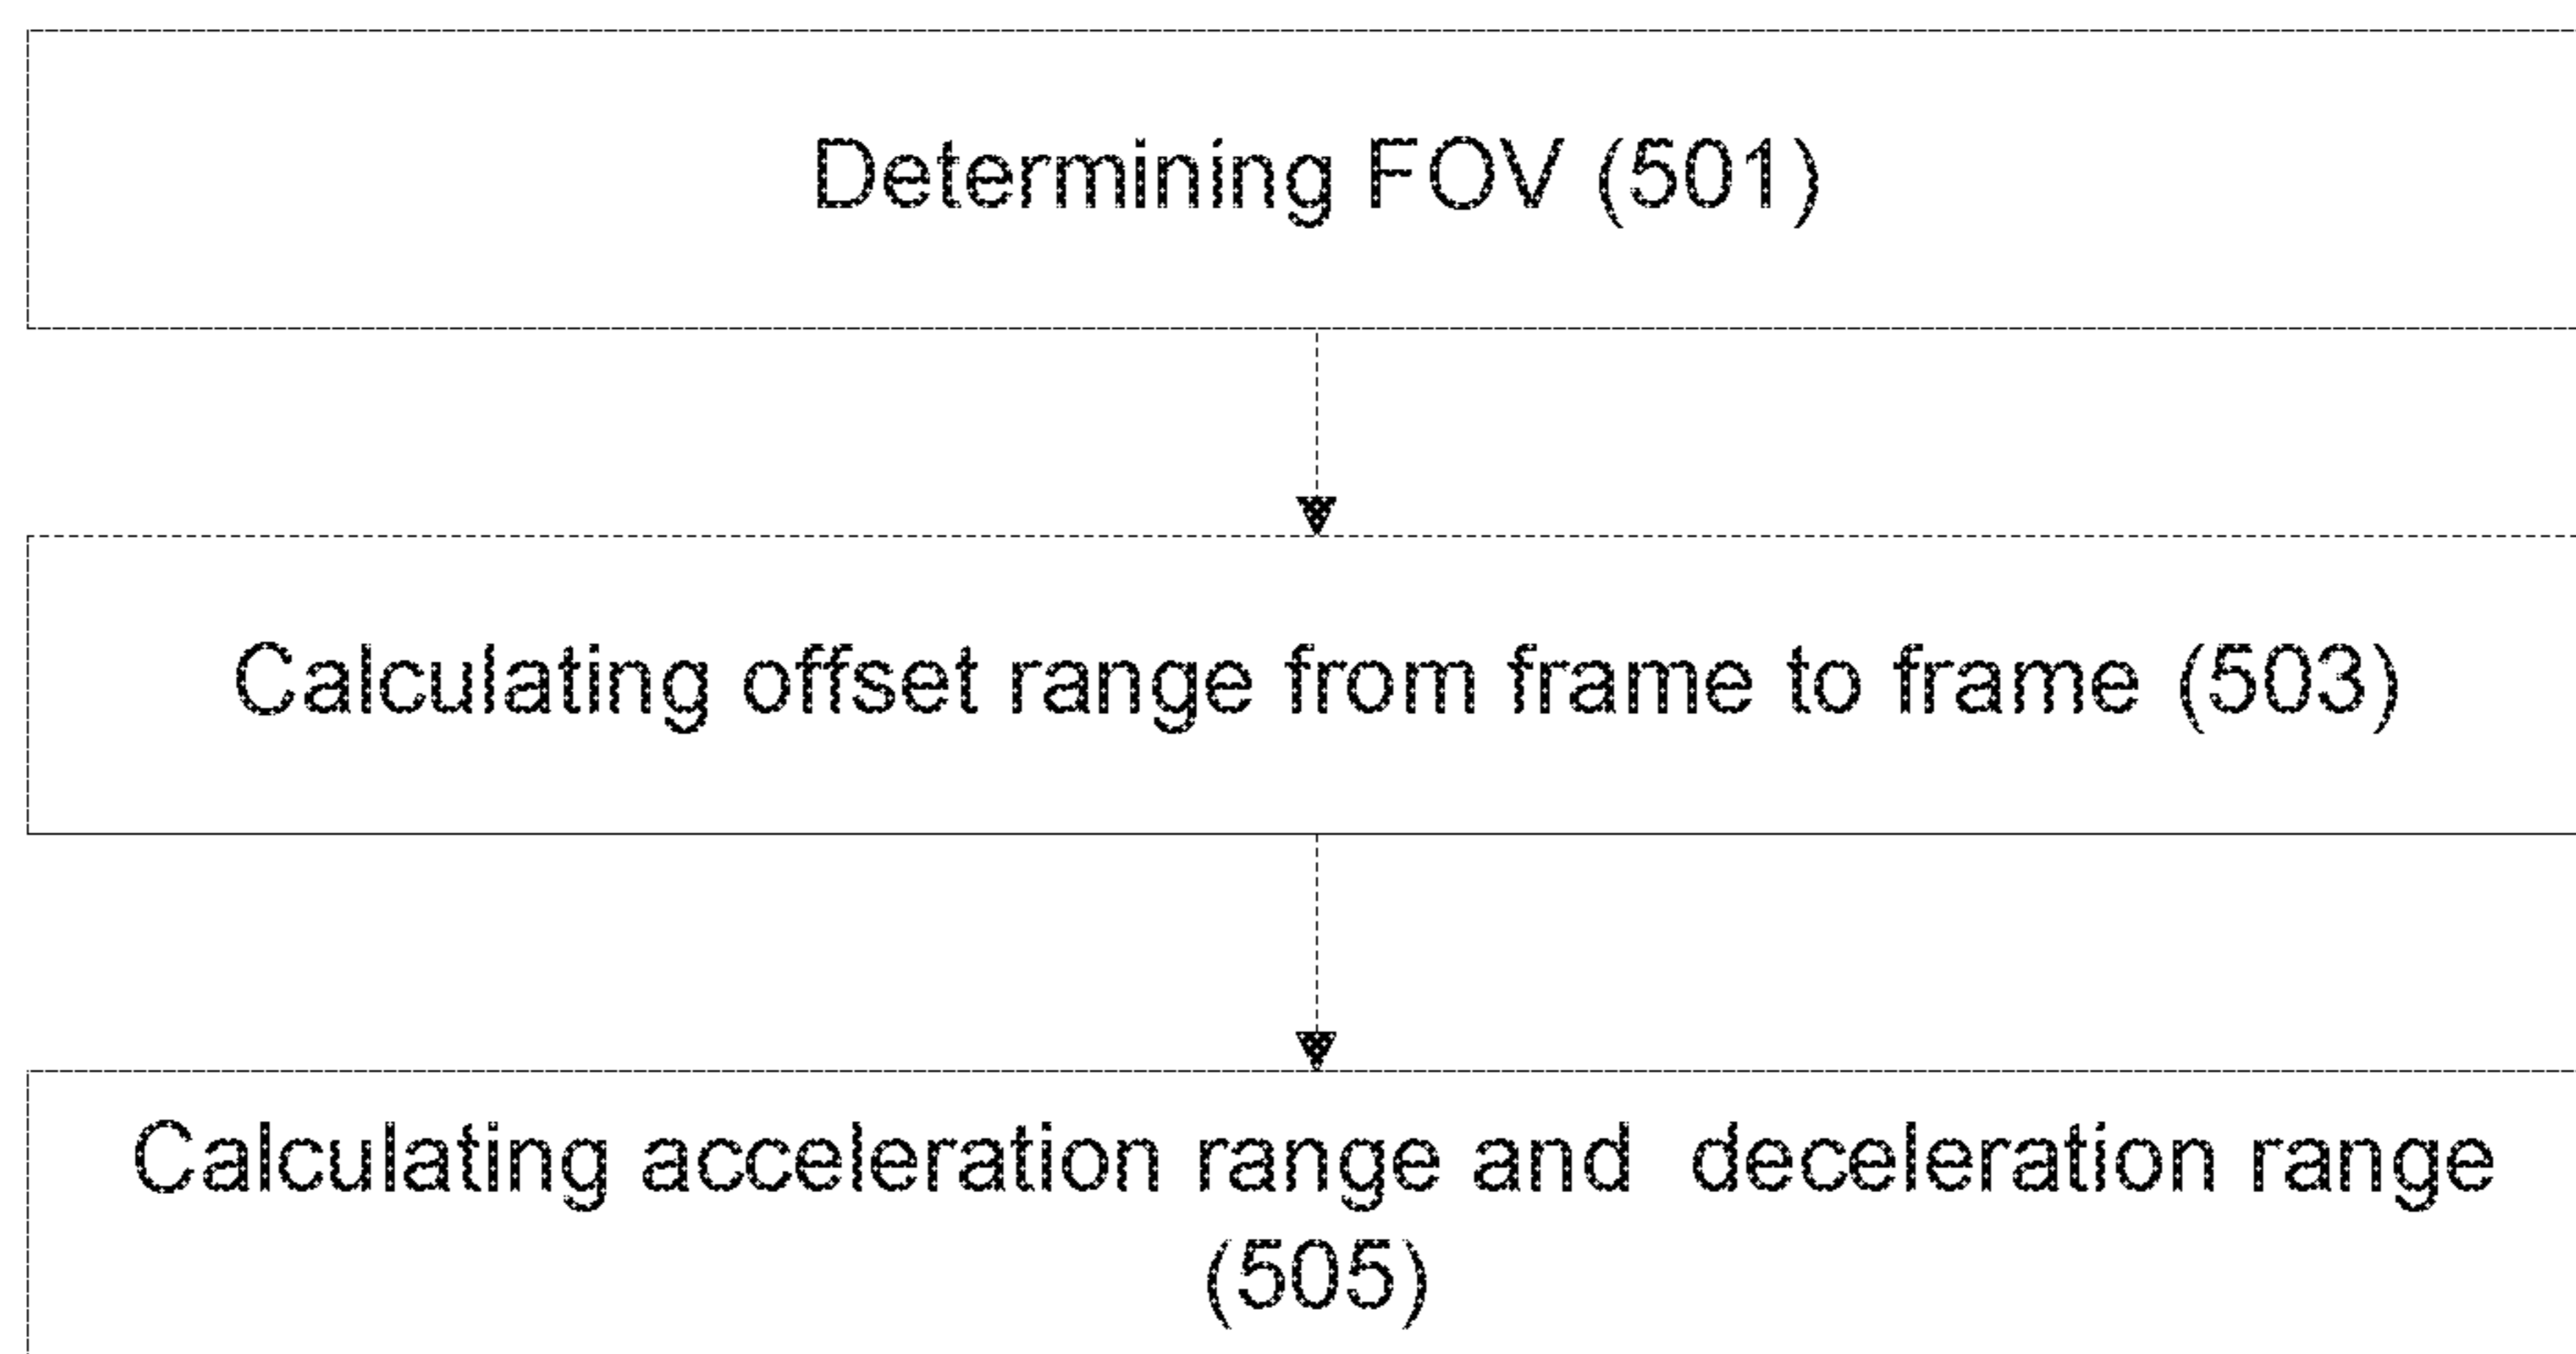 Determining FOV (501)
Calculating offset range from frame to frame (503)
Calculating acceleration range and deceleration range
(505)